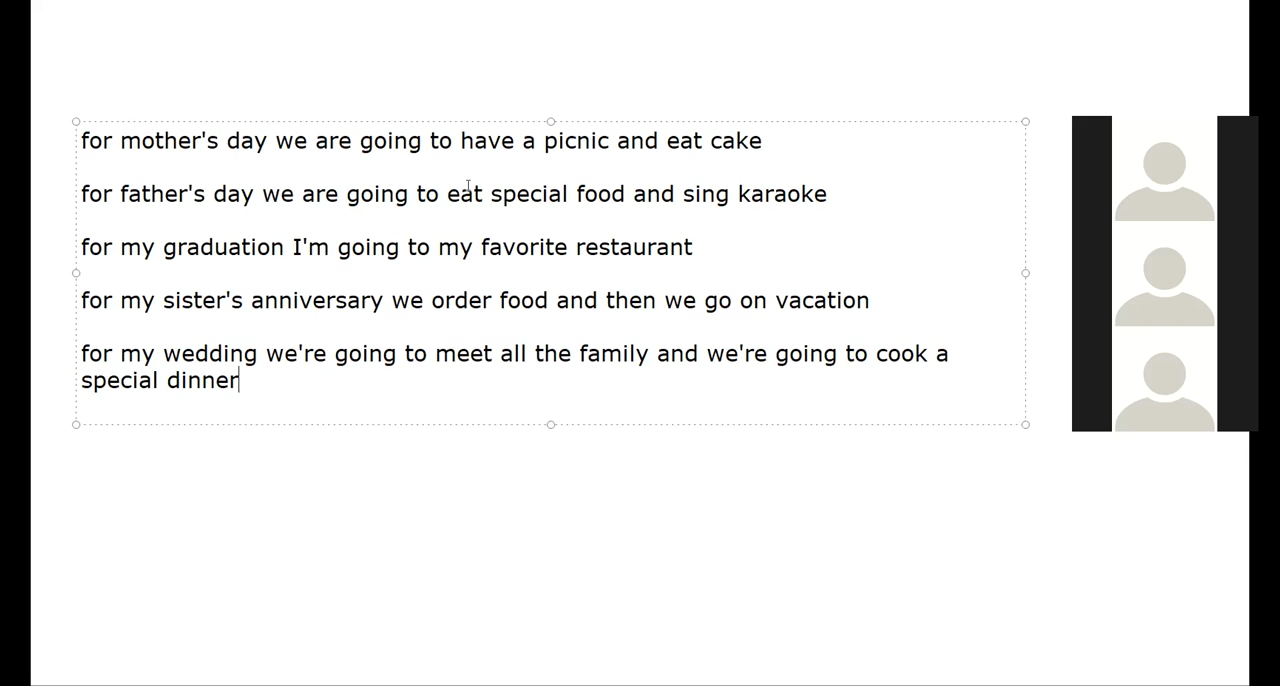 for mother's day we are going to have a picnic and eat cake
for father's day we are going to eat special food and sing karaoke
for my graduation I'm going to my favorite restaurant
for my sister's anniversary we order food and then we go on vacation
for my wedding we're going to meet all the family and we're going to cook a
special dinner